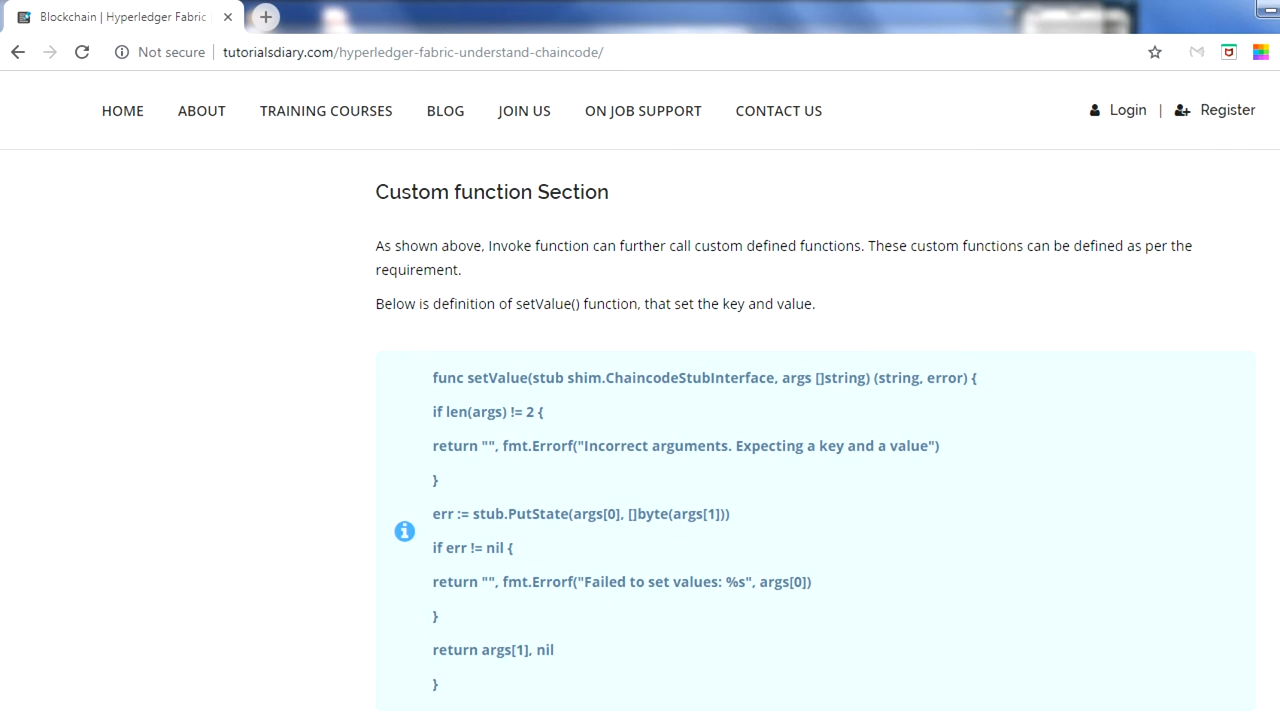 Blockchain | Hyperledger Fabric
Not secure | tutorialsdiary.com/hyperledger-fabric-understand-chaincode/
HOME ABOUT TRAINING COURSES BLOG JOIN US ON JOB SUPPORT CONTACT US Login | Register
Custom function Section
As shown above, Invoke function can further call custom defined functions. These custom functions can be defined as per the
requirement.
Below is definition of setValue() function, that set the key and value.
func setValue(stub shim.ChaincodeStubInterface, args []string) (string, error) {
if len(args) != 2 {
return "", fmt.Errorf("Incorrect arguments. Expecting a key and a value")
}
err := stub.PutState(args[0], []byte(args[1]))
if err != nil {
return "", fmt.Errorf("Failed to set values: %s", args[0])
}
return args[1], nil
}